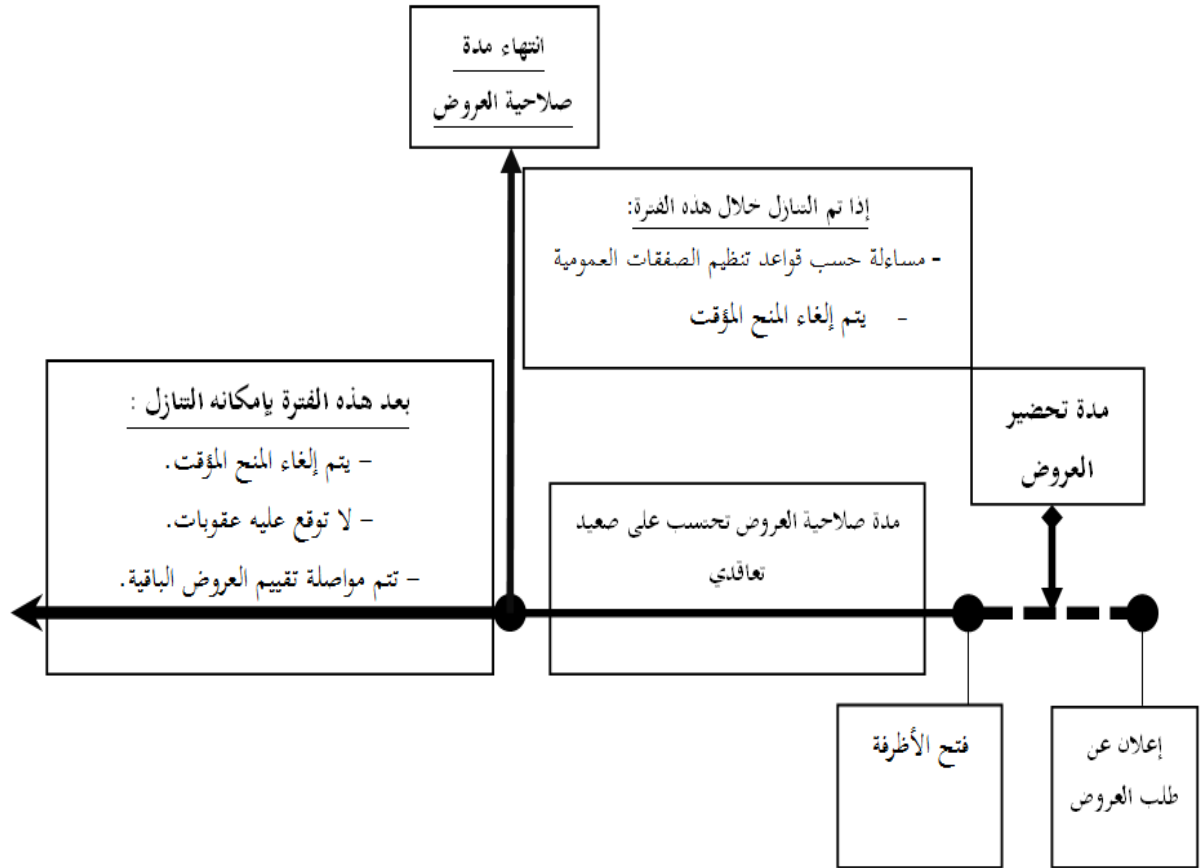 انتهاء مدة
صلاحية العروض
إذا تم التنازل خلال هذه الفترة:
- مساءلة حسب قواعد تنظيم الصفقات العمومية
- يتم إلغاء المنح المؤقت
مدة تحضير
العروض
بعد هذه الفترة بإمكانه التنازل :
- يتم إلغاء المنح المؤقت.
- لا توقع عليه عقوبات.
- تتم مواصلة تقييم العروض الباقية.
مدة صلاحية العروض تحتسب على صعيد
تعاقدي
إعلان عن
طلب العروض
فتح الأظرفة